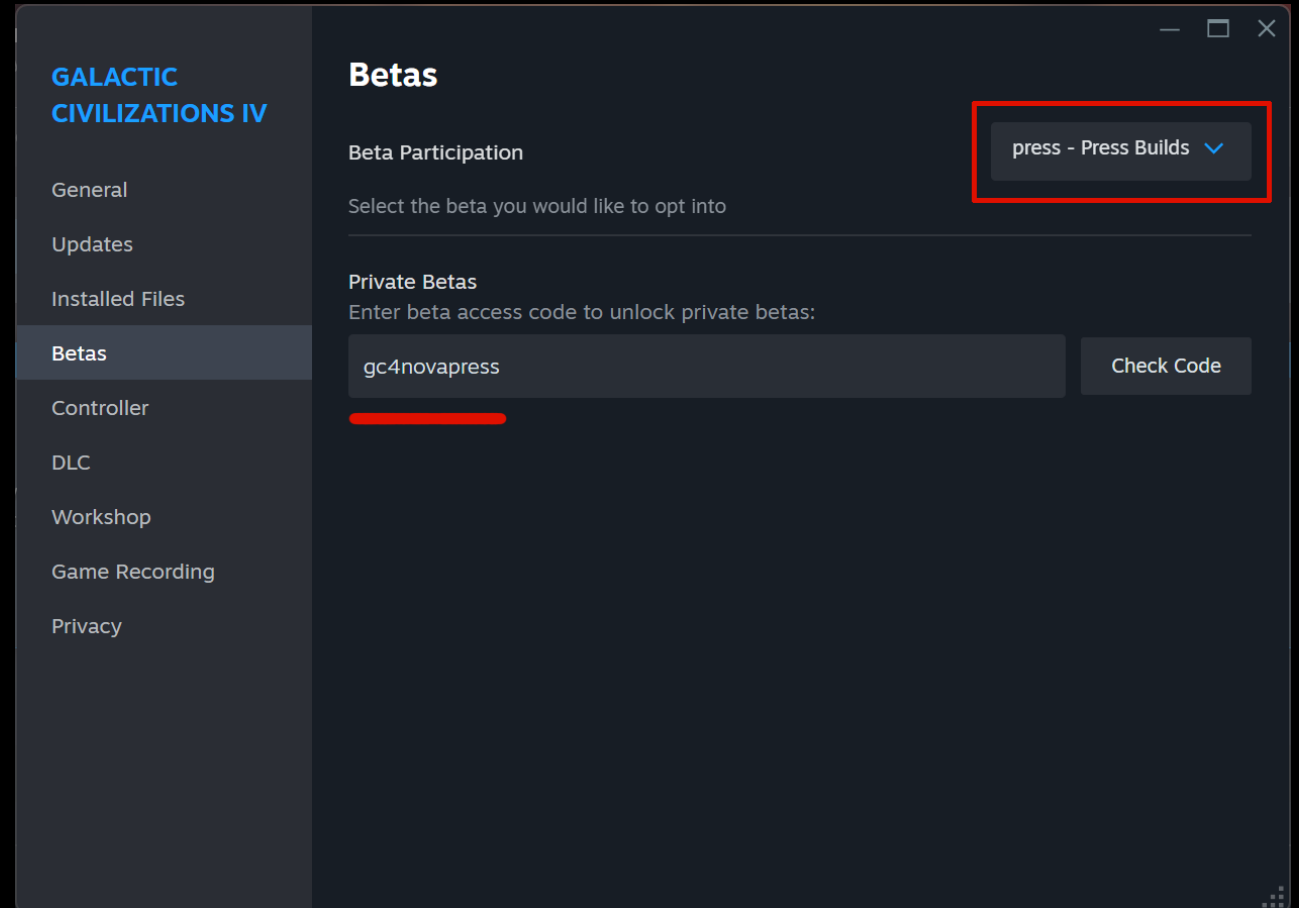 GALACTIC
CIVILIZATIONS IV
General
Updates
Installed Files
Betas
Controller
DLC
Workshop
Game Recording
Privacy
Betas
Beta Participation
press - Press Builds
Select the beta you would like to opt into
Private Betas
Enter beta access code to unlock private betas:
gc4novapress
Check Code